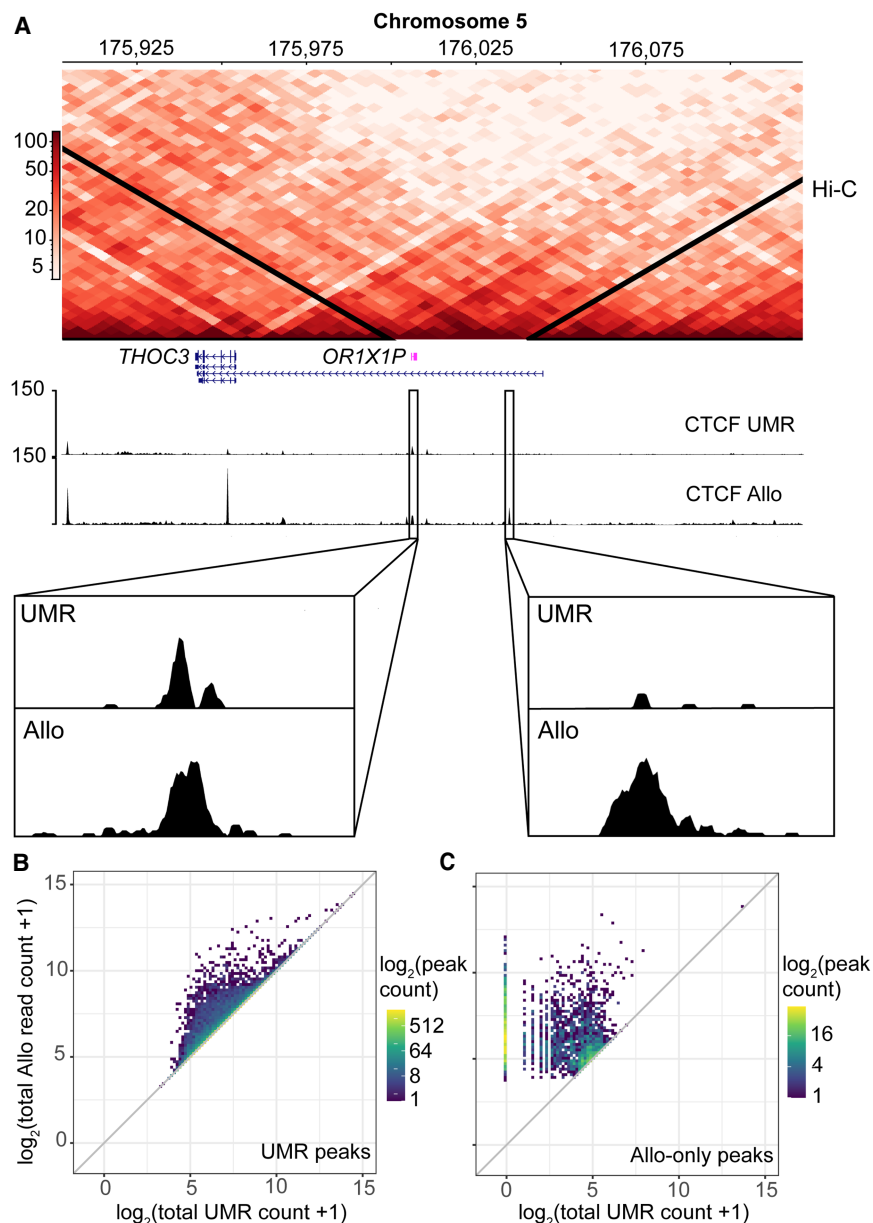 A
Chromosome 5
175,925 175,975 176,025 176,075
100
50
20
10
5
Hi-C
THOC3 OR1X1P
150
CTCF UMR
150
CTCF Allo
UMR
Allo
UMR
Allo
B
15
10
5
0
log2(total Allo read count +1)
0 5 10 15
log2(total UMR count +1)
UMR peaks
log2(peak
count)
512
64
8
1
C
0 5 10 15
log2(total UMR count +1)
Allo-only peaks
log2(peak
count)
16
4
1